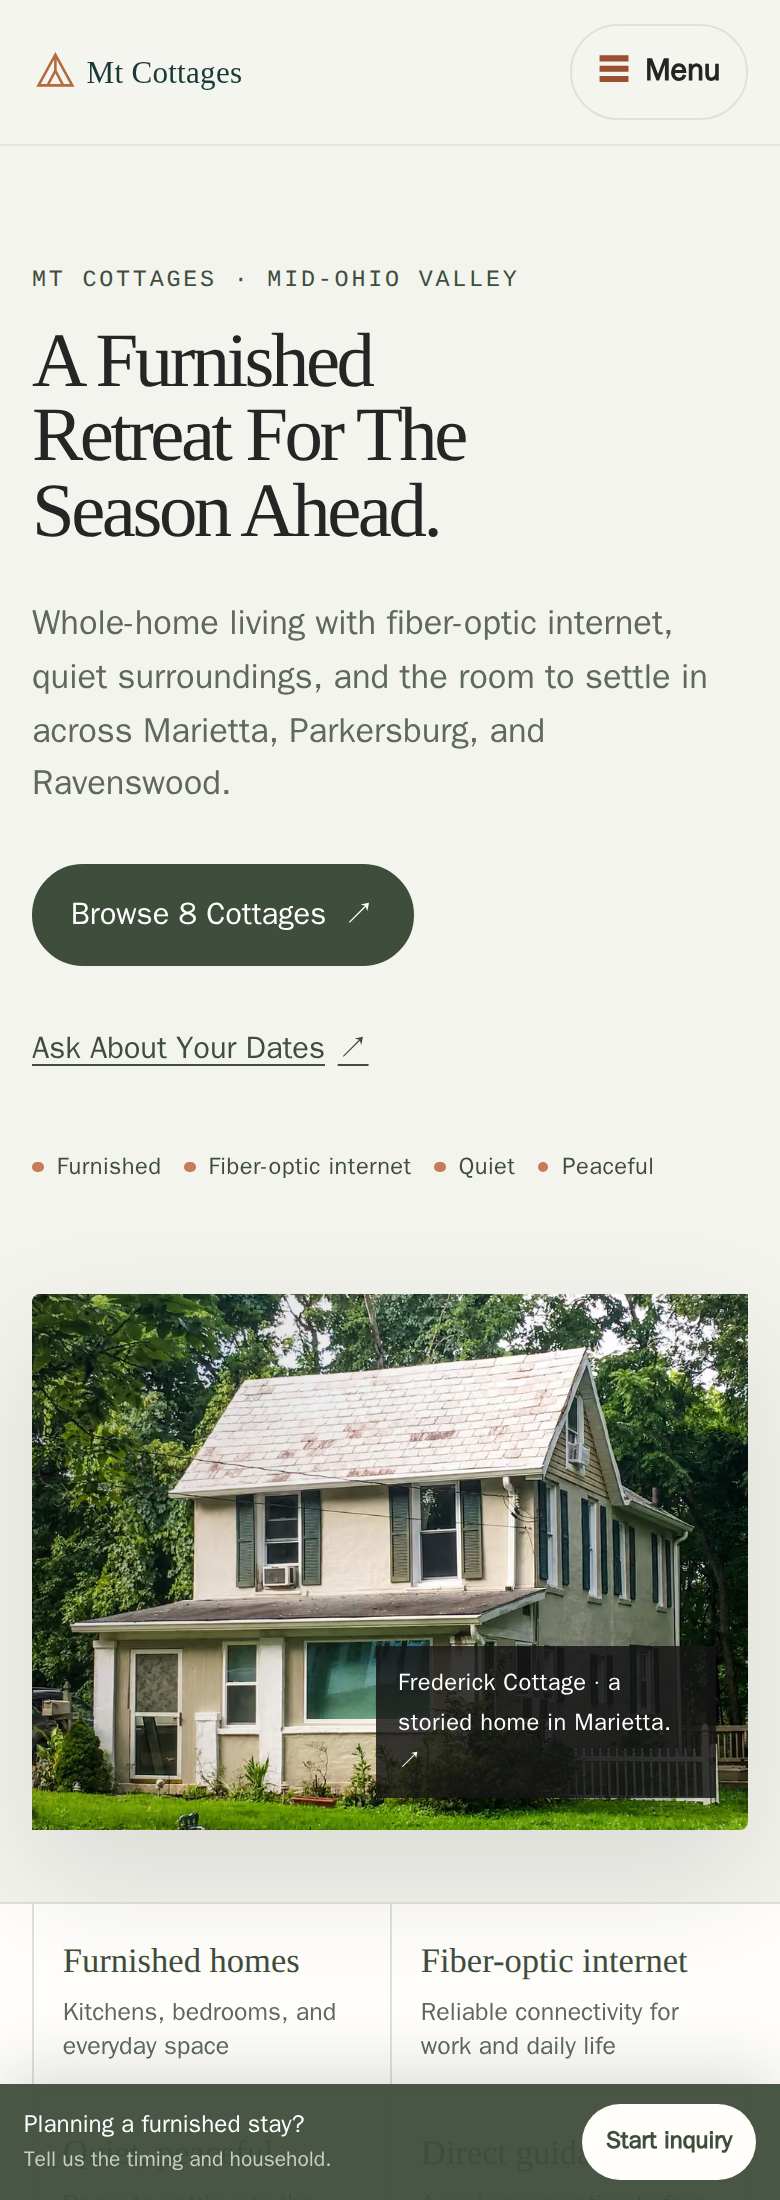 Mt Cottages
Menu
MT COTTAGES · MID-OHIO VALLEY
A Furnished
Retreat For The
Season Ahead.
Whole-home living with fiber-optic internet,
quiet surroundings, and the room to settle in
across Marietta, Parkersburg, and
Ravenswood.
Browse 8 Cottages ↗
Ask About Your Dates ↗
Furnished Fiber-optic internet Quiet Peaceful
Frederick Cottage · a
storied home in Marietta.
↗
Furnished homes
Kitchens, bedrooms, and
everyday space
Fiber-optic internet
Reliable connectivity for
work and daily life
Planning a furnished stay?
Tell us the timing and household.
Start inquiry
Direct